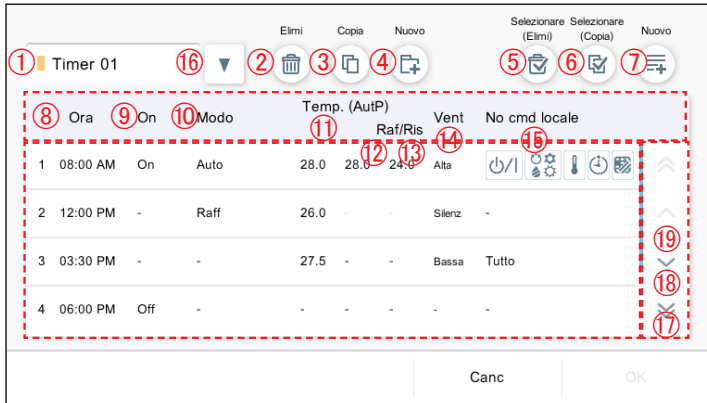 Elimi Copia Nuovo Selezionare (Elimi) Selezionare (Copia) Nuovo
① Timer 01 ⑯ ▼ ② ③ ④ ⑤ ⑥ ⑦
⑧ Ora ⑨ On ⑩ Modo Temp. (AutP) ⑪ Raf/Ris ⑫ ⑬ Vent ⑭ No cmd locale ⑮
1 08:00 AM On Auto 28.0 28.0 24.0 Alta
2 12:00 PM - Raff 26.0 - - Silenz -
3 03:30 PM - 27.5 - - Bassa Tutto
4 06:00 PM Off - - - - - -
⑲
⑱
⑰
Canc OK